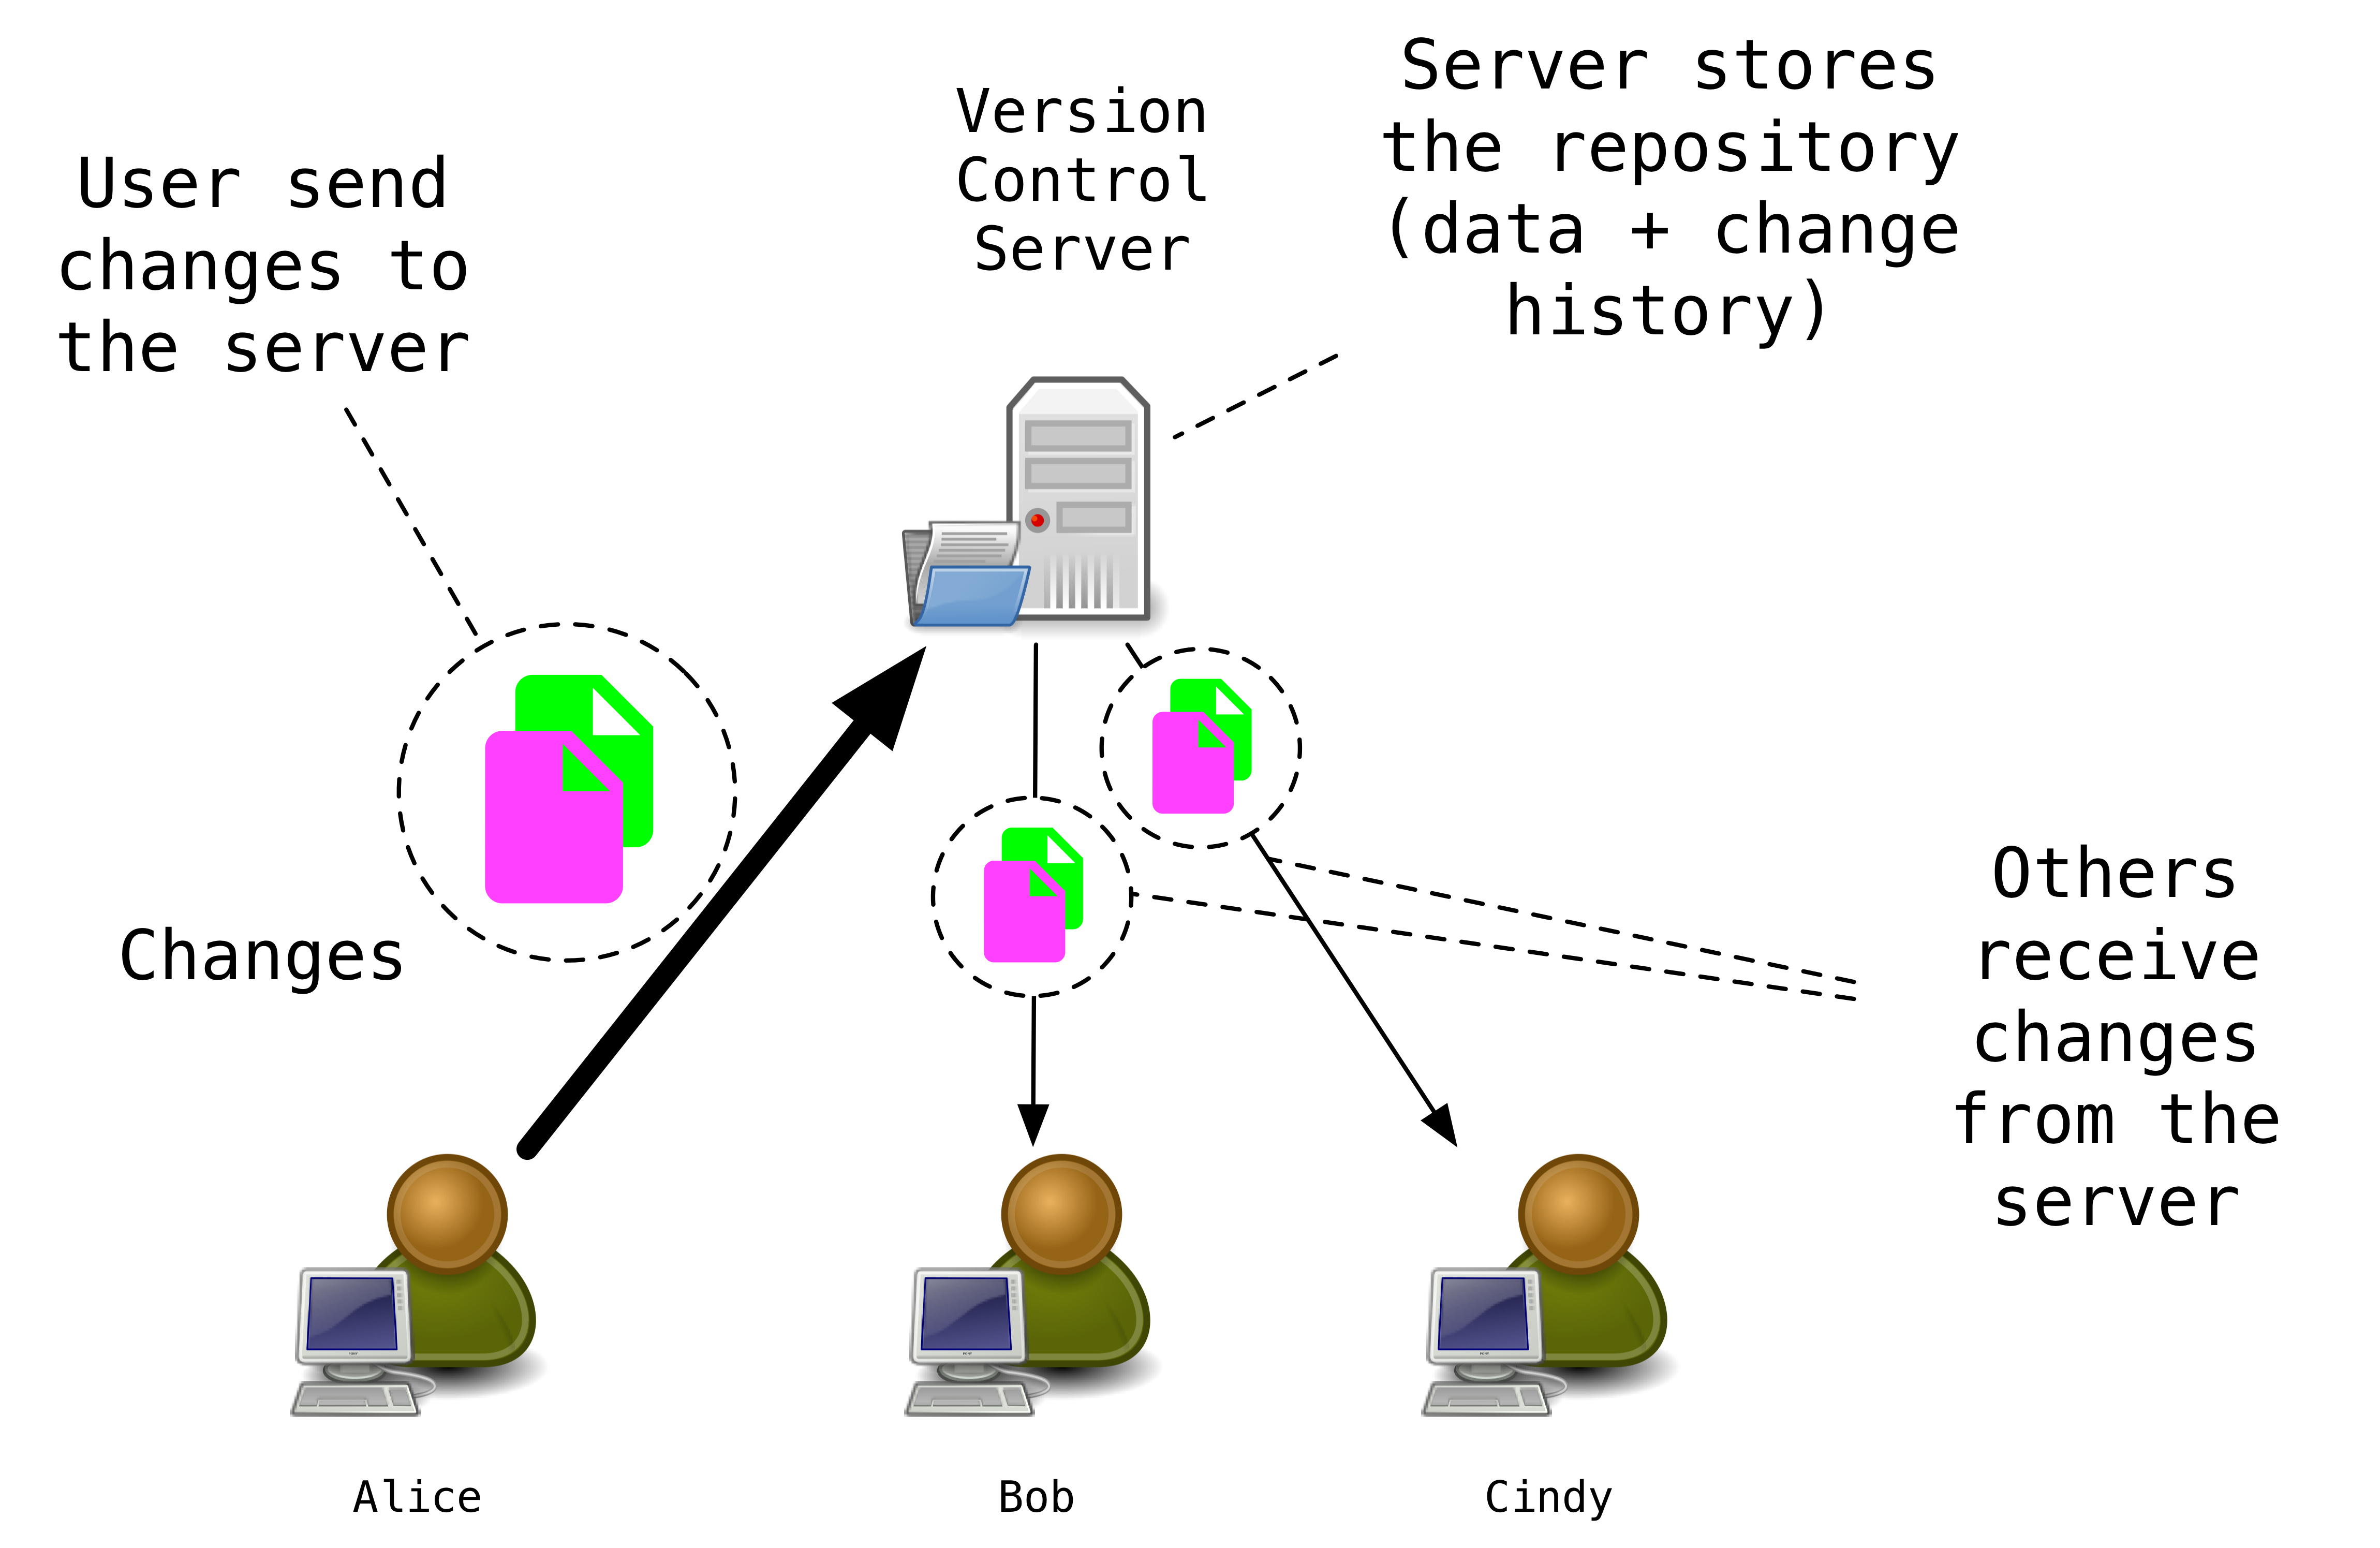 User send
changes to
the server
Version
Control
Server
Server stores
the repository
(data + change
history)
Changes
Others
receive
changes
from the
server
Alice
Bob
Cindy